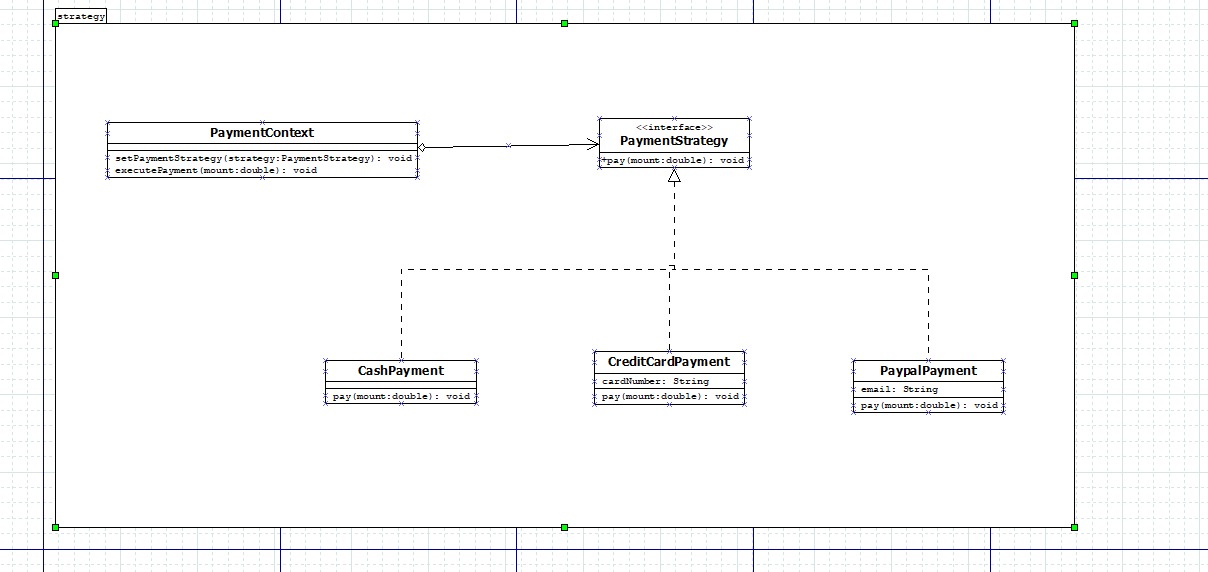 strategy
PaymentContext
setPaymentStrategy(strategy:PaymentStrategy): void
executePayment(mount:double): void
<<interface>>
PaymentStrategy
+pay(mount:double): void
CashPayment
pay(mount:double): void
CreditCardPayment
cardNumber: String
pay(mount:double): void
PaypalPayment
email: String
pay(mount:double): void